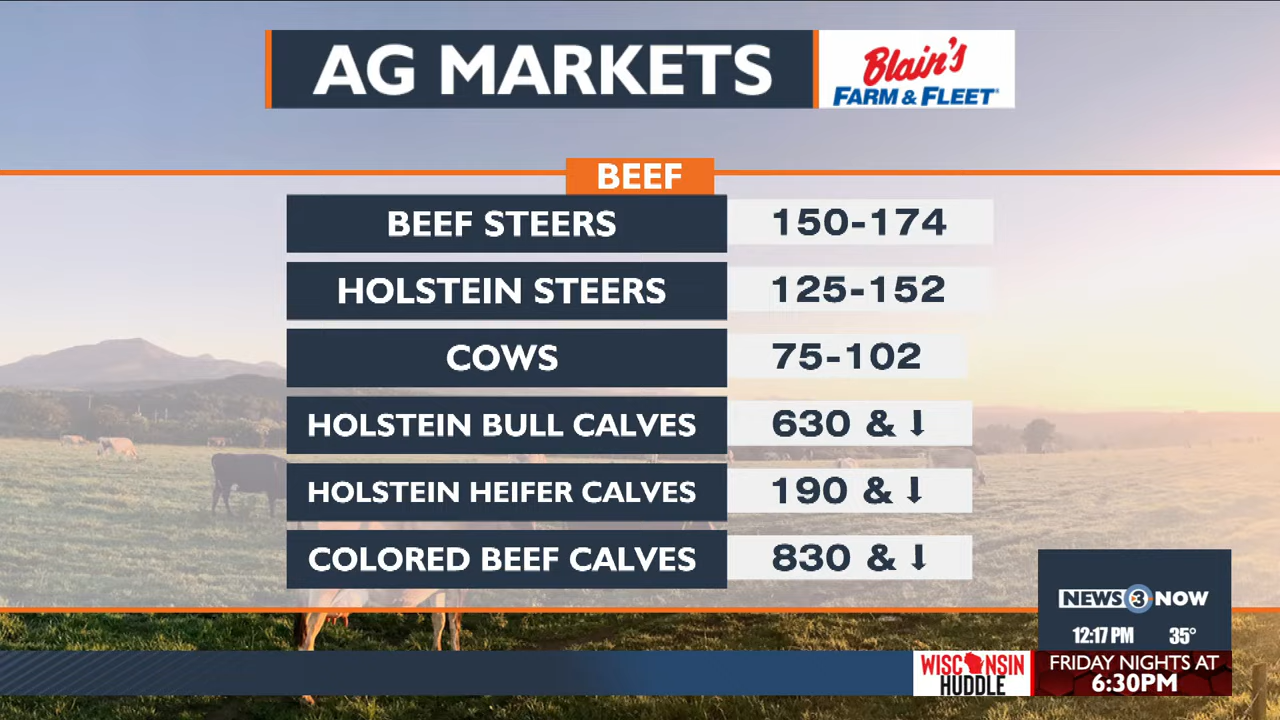 AG MARKETS
Blain's
FARM & FLEET
BEEF
BEEF STEERS 150-174
HOLSTEIN STEERS 125-152
COWS 75-102
HOLSTEIN BULL CALVES 630 & ⬇
HOLSTEIN HEIFER CALVES 190 & ⬇
COLORED BEEF CALVES 830 & ⬇
NEWS 3 NOW
12:17 PM 35°
WISCONSIN
HUDDLE
FRIDAY NIGHTS AT
6:30PM